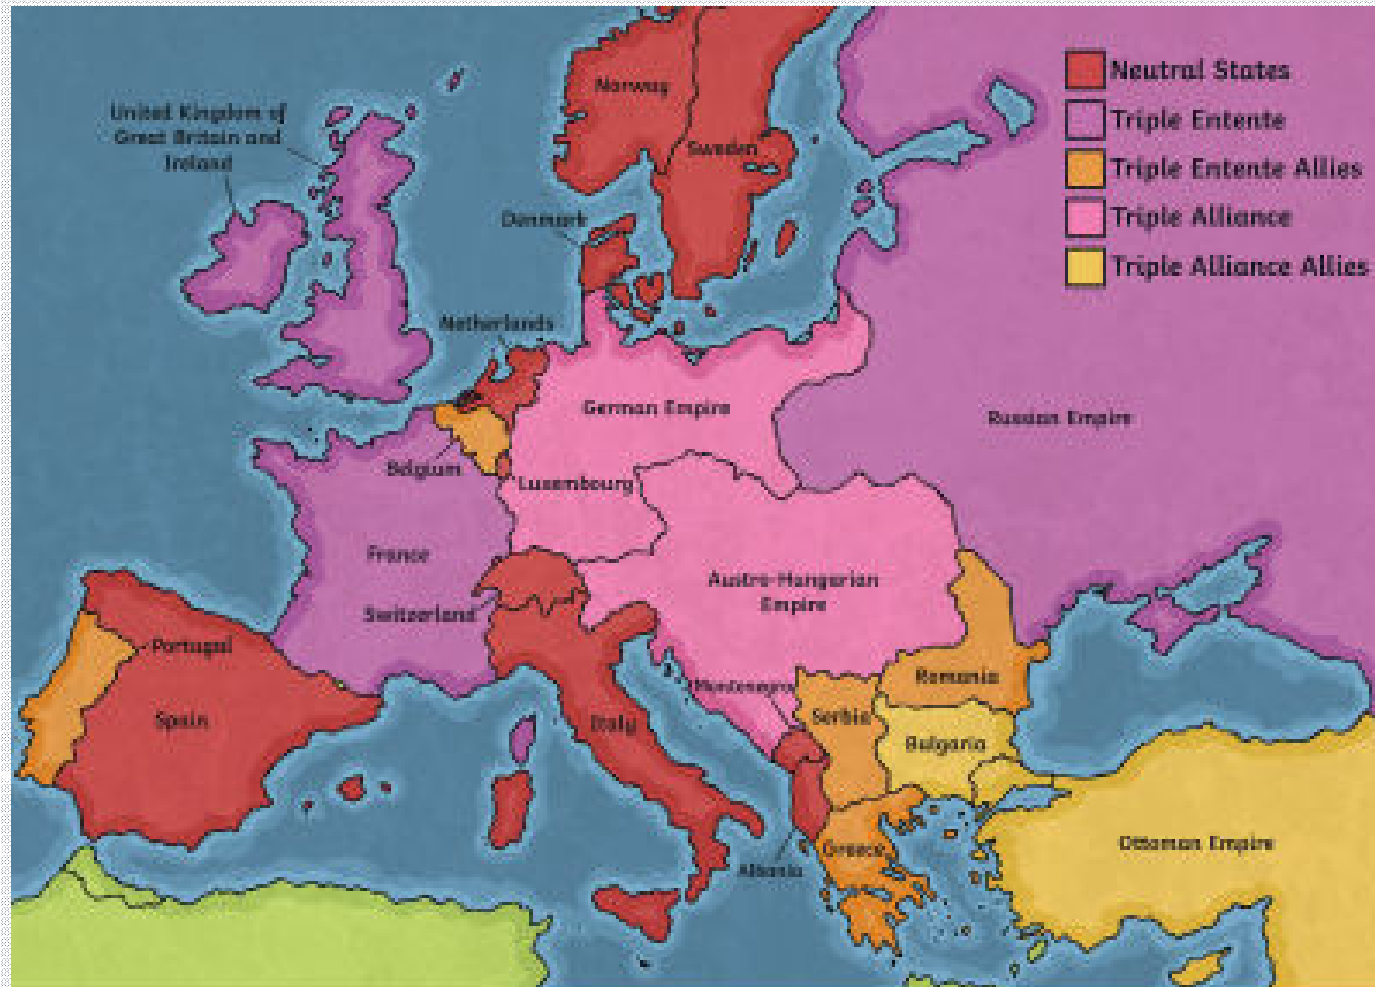 Neutral States
Triple Entente
Triple Entente Allies
Triple Alliance
Triple Alliance Allies
Norway
Sweden
United Kingdom of
Great Britain and
Ireland
Denmark
Netherlands
German Empire
Russian Empire
Belgium
Luxembourg
France
Austro-Hungarian
Empire
Switzerland
Portugal
Spain
Italy
Montenegro
Serbia
Romania
Bulgaria
Albania
Greece
Ottoman Empire